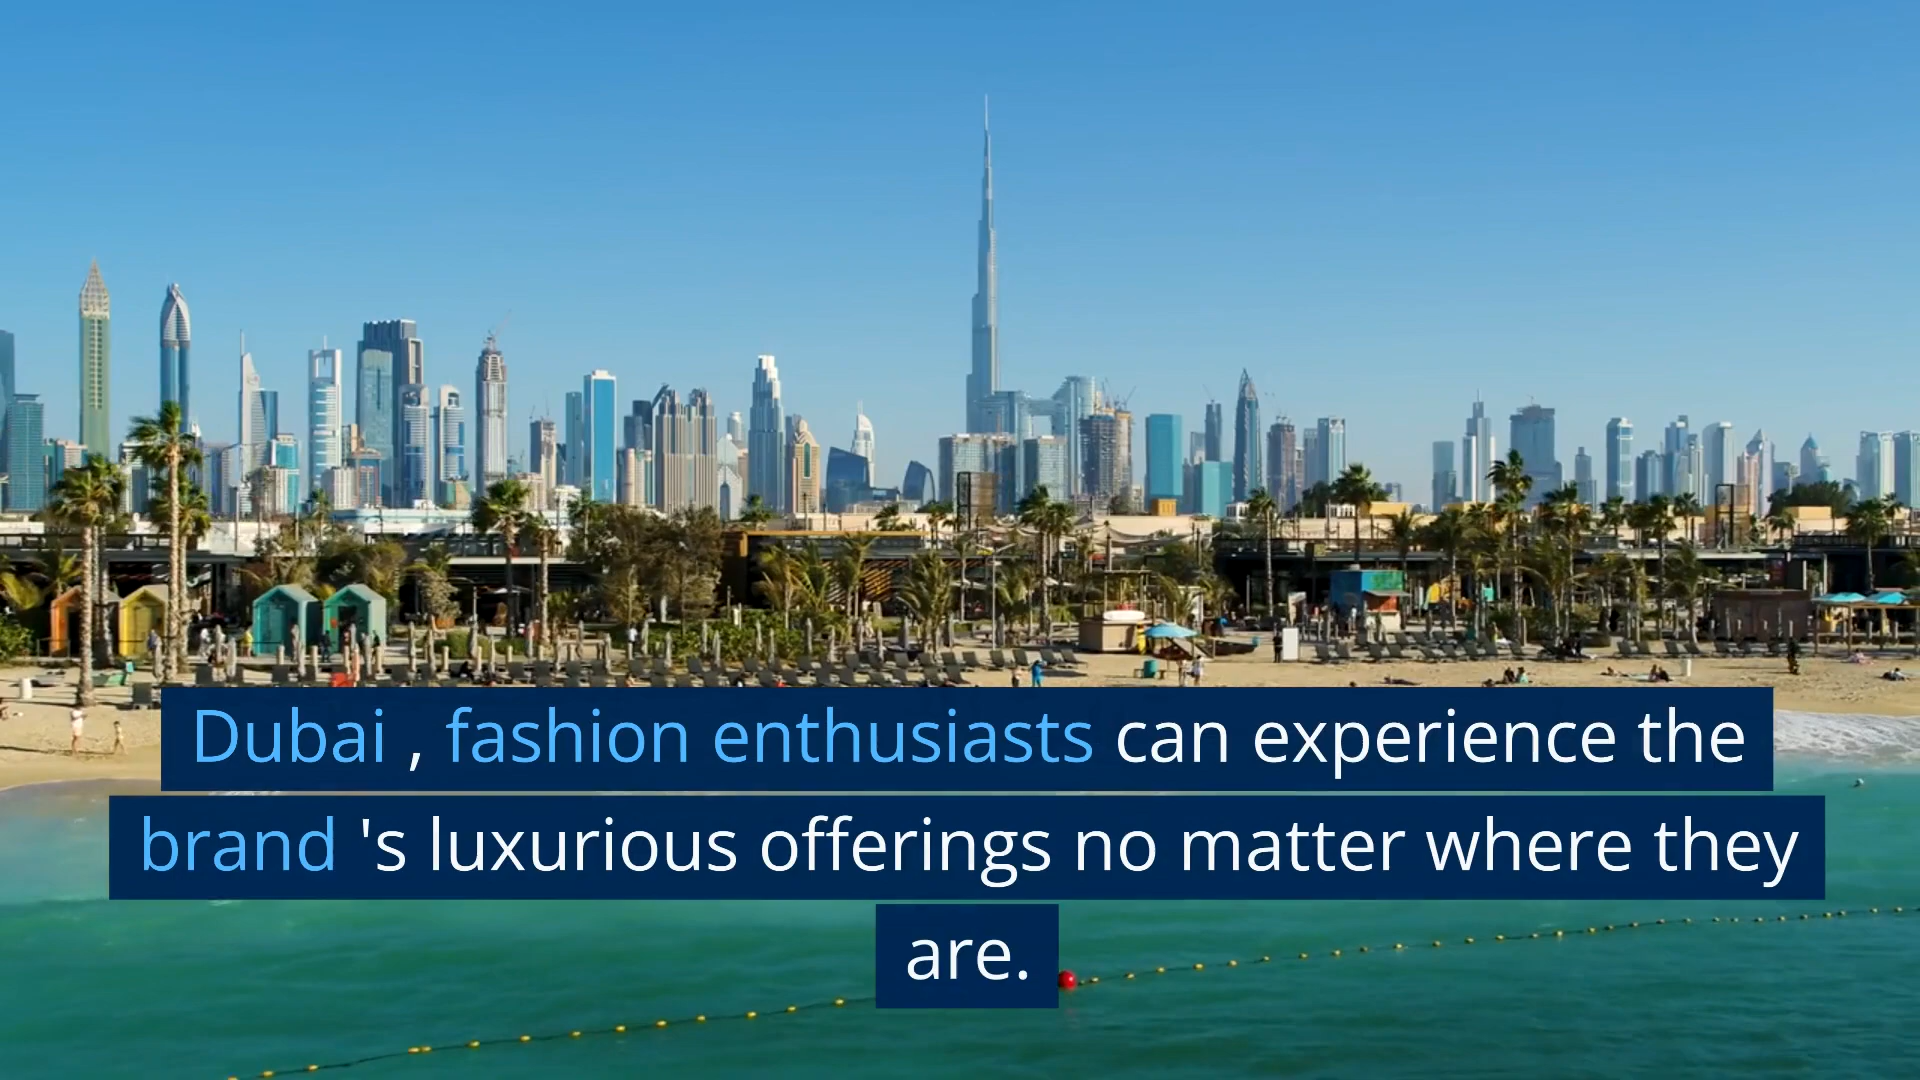 Dubai , fashion enthusiasts can experience the
brand 's luxurious offerings no matter where they
are.